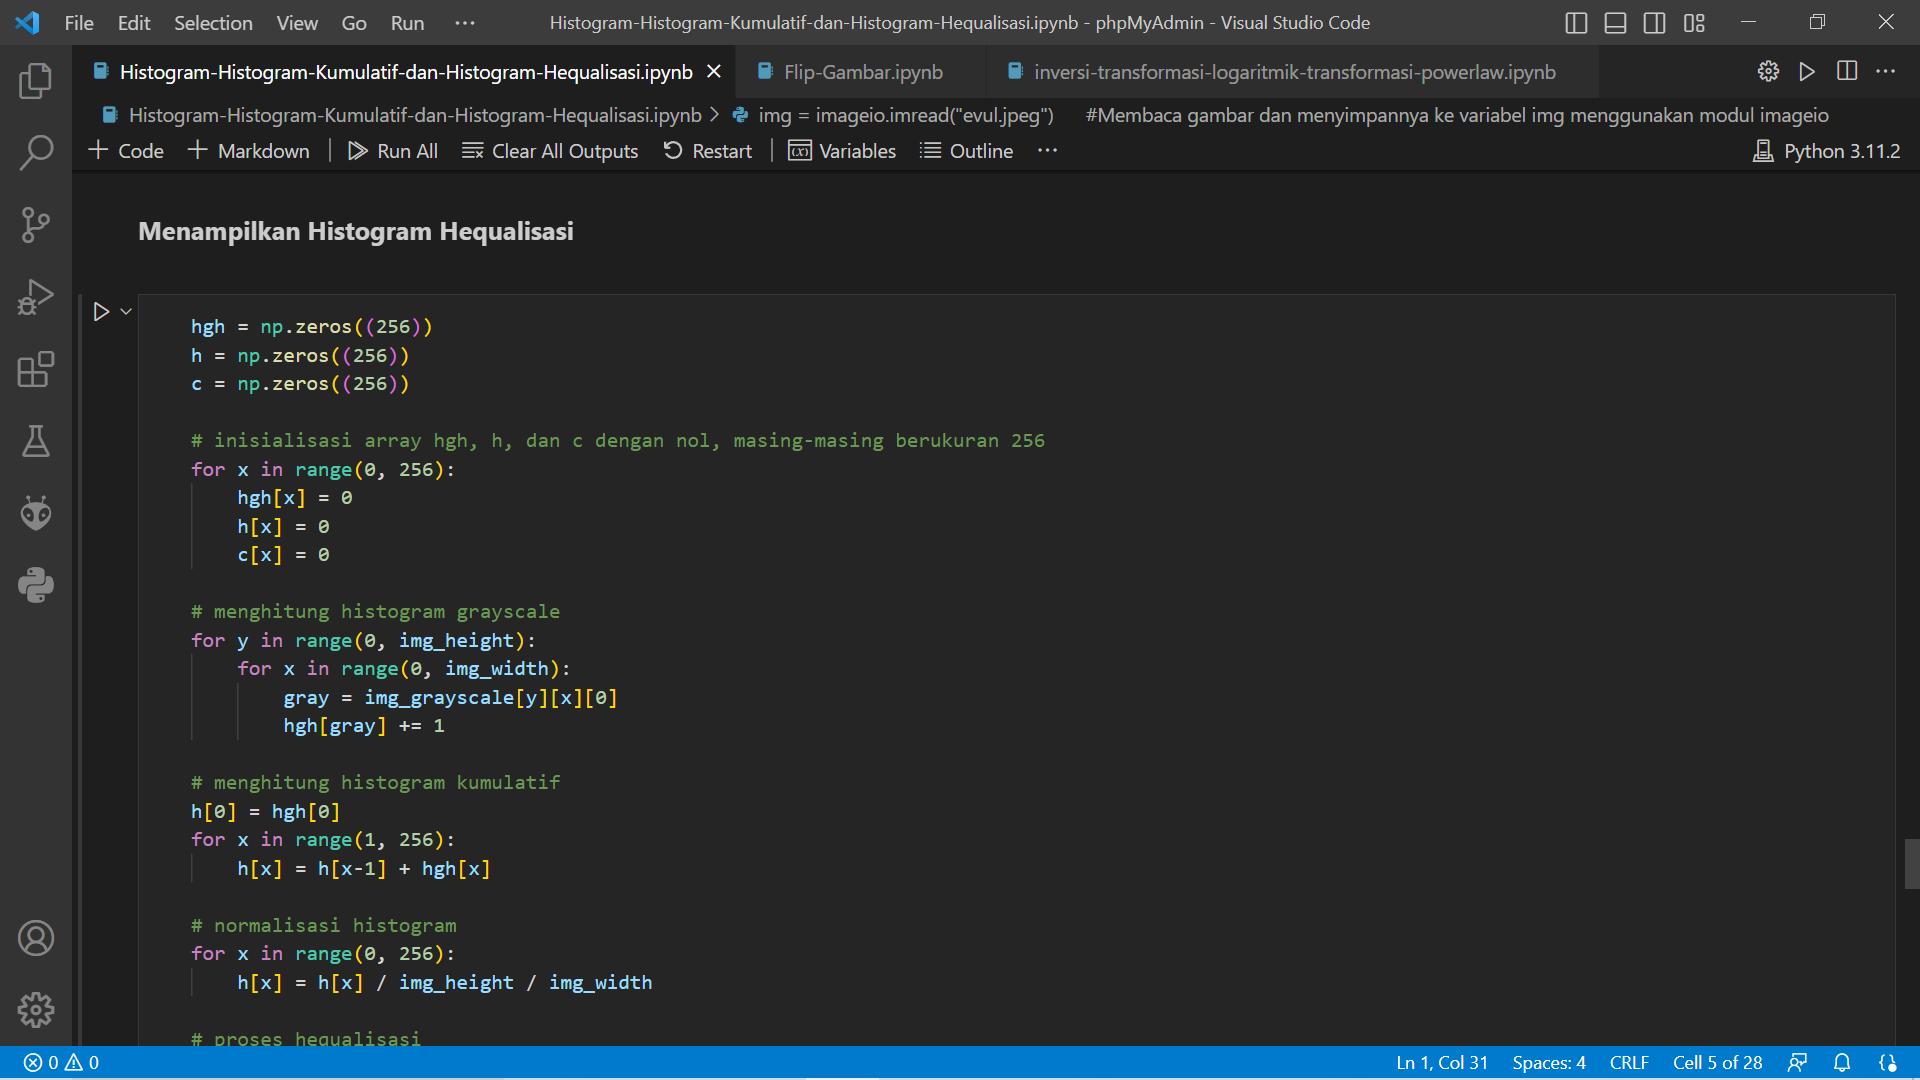 File Edit Selection View Go Run ··· Histogram-Histogram-Kumulatif-dan-Histogram-Hequalisasi.ipynb - phpMyAdmin - Visual Studio Code
Histogram-Histogram-Kumulatif-dan-Histogram-Hequalisasi.ipynb Flip-Gambar.ipynb inversi-transformasi-logaritmik-transformasi-powerlaw.ipynb
Histogram-Histogram-Kumulatif-dan-Histogram-Hequalisasi.ipynb > img = imageio.imread("evul.jpeg") #Membaca gambar dan menyimpannya ke variabel img menggunakan modul imageio
+ Code + Markdown | Run All Clear All Outputs Restart | Variables Outline ··· Python 3.11.2
Menampilkan Histogram Hequalisasi
hgh = np.zeros((256))
h = np.zeros((256))
c = np.zeros((256))
# inisialisasi array hgh, h, dan c dengan nol, masing-masing berukuran 256
for x in range(0, 256):
    hgh[x] = 0
    h[x] = 0
    c[x] = 0
# menghitung histogram grayscale
for y in range(0, img_height):
    for x in range(0, img_width):
        gray = img_grayscale[y][x][0]
        hgh[gray] += 1
# menghitung histogram kumulatif
h[0] = hgh[0]
for x in range(1, 256):
    h[x] = h[x-1] + hgh[x]
# normalisasi histogram
for x in range(0, 256):
    h[x] = h[x] / img_height / img_width
# proses hequalisasi
0 0 Ln 1, Col 31 Spaces: 4 CRLF Cell 5 of 28